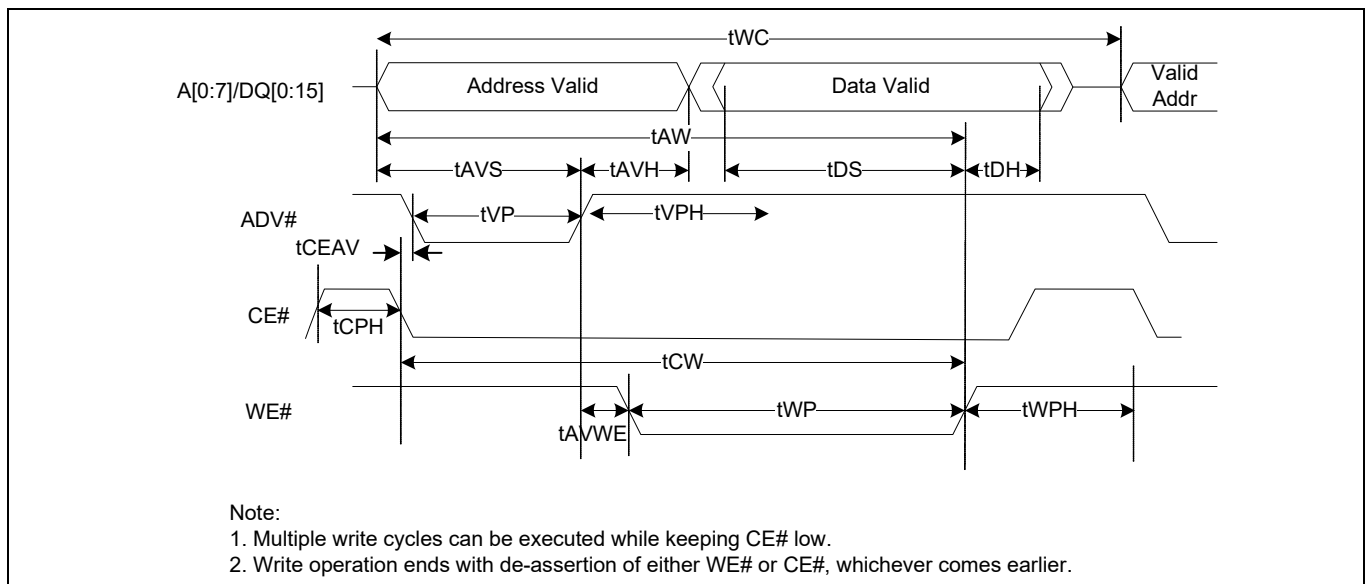 tWC
A[0:7]/DQ[0:15]
Address Valid
Data Valid
Valid
Addr
tAW
tAVS
tAVH
tDS
tDH
ADV#
tVP
tVPH
tCEAV
CE#
tCPH
tCW
WE#
tWP
tWPH
tAVWE
Note:
1. Multiple write cycles can be executed while keeping CE# low.
2. Write operation ends with de-assertion of either WE# or CE#, whichever comes earlier.